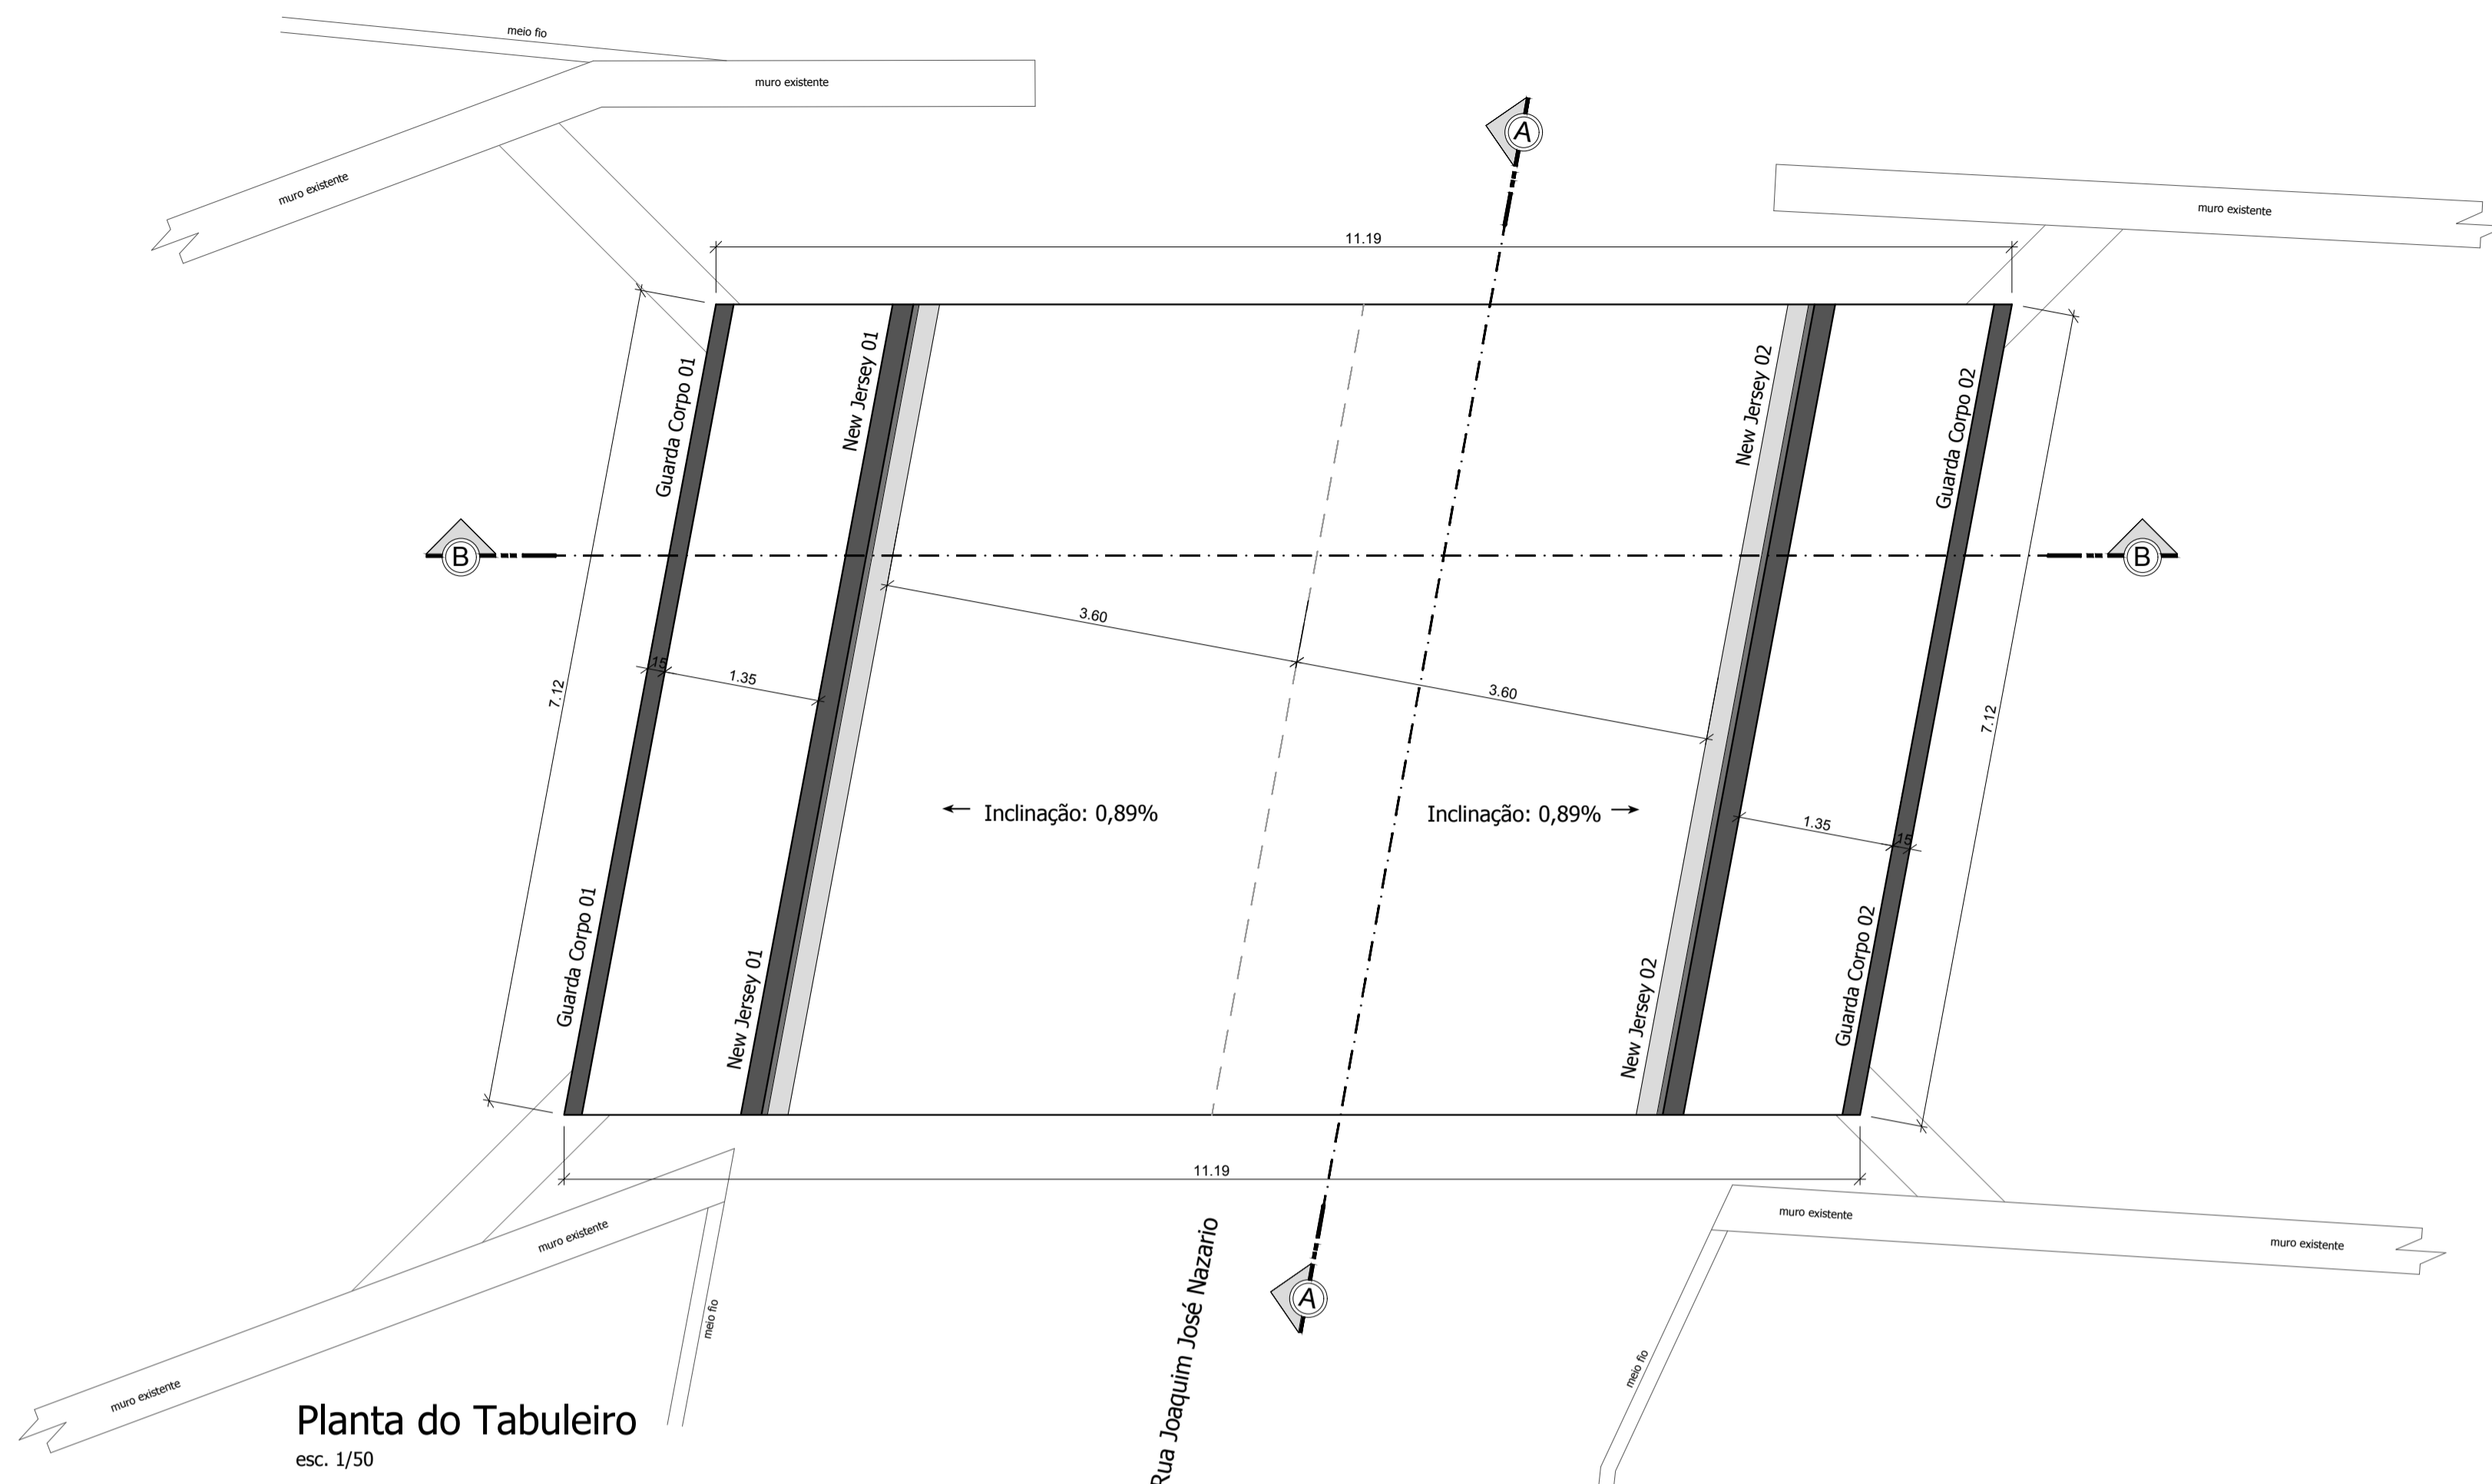 meio fio
muro existente
muro existente
A
muro existente
11.19
Guarda Corpo 01
New Jersey 01
New Jersey 02
Guarda Corpo 02
B
B
3.60
15
1.35
3.60
7.12
7.12
Inclinação: 0,89%
Inclinação: 0,89%
1.35
15
Guarda Corpo 01
New Jersey 01
New Jersey 02
Guarda Corpo 02
11.19
muro existente
muro existente
muro existente
A
meio fio
Rua Joaquim José Nazario
meio fio
muro existente
Planta do Tabuleiro
esc. 1/50